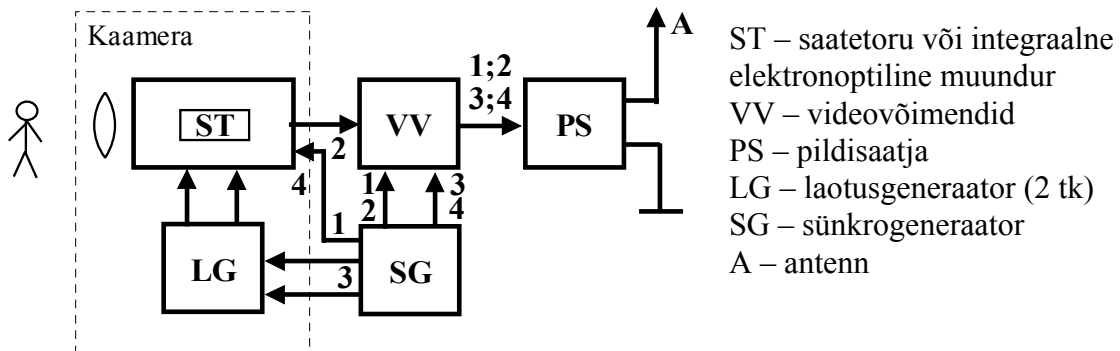 Kaamera
ST
VV
PS
LG
SG
A
1;2
3;4
2
4
1
3
1
2
3
4
ST – saatetoru või integraalne
elektronoptiline muundur
VV – videovõimendid
PS – pildisaatja
LG – laotusgeneraator (2 tk)
SG – sünkrogeneraator
A – antenn